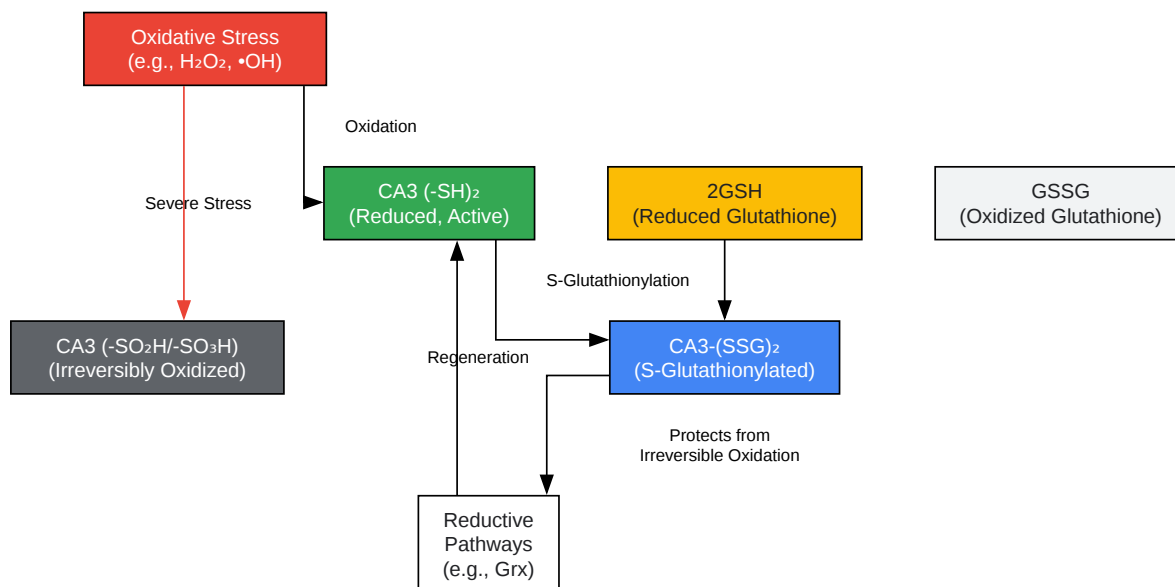 Oxidative Stress
(e.g., H₂O₂, •OH)
Oxidation
CA3 (-SH)₂
(Reduced, Active)
2GSH
(Reduced Glutathione)
GSSG
(Oxidized Glutathione)
Severe Stress
S-Glutathionylation
CA3 (-SO₂H/-SO₃H)
(Irreversibly Oxidized)
Regeneration
CA3-(SSG)₂
(S-Glutathionylated)
Protects from
Irreversible Oxidation
Reductive
Pathways
(e.g., Grx)